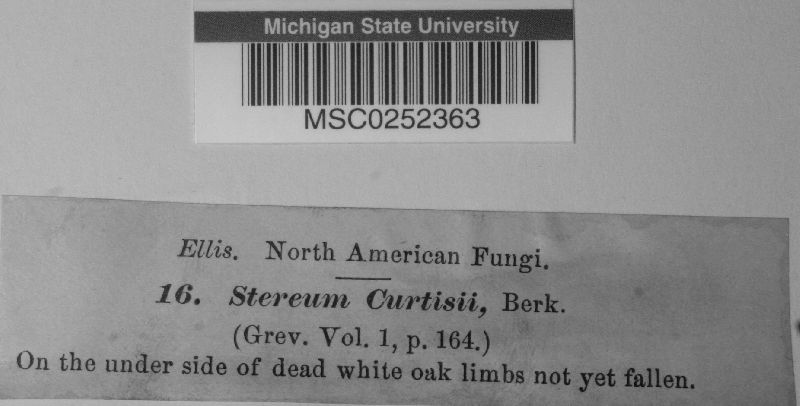 Michigan State University
MSC0252363
Ellis. North American Fungi.
16. Stereum Curtisii, Berk.
(Grev. Vol. 1, p. 164.)
On the under side of dead white oak limbs not yet fallen.